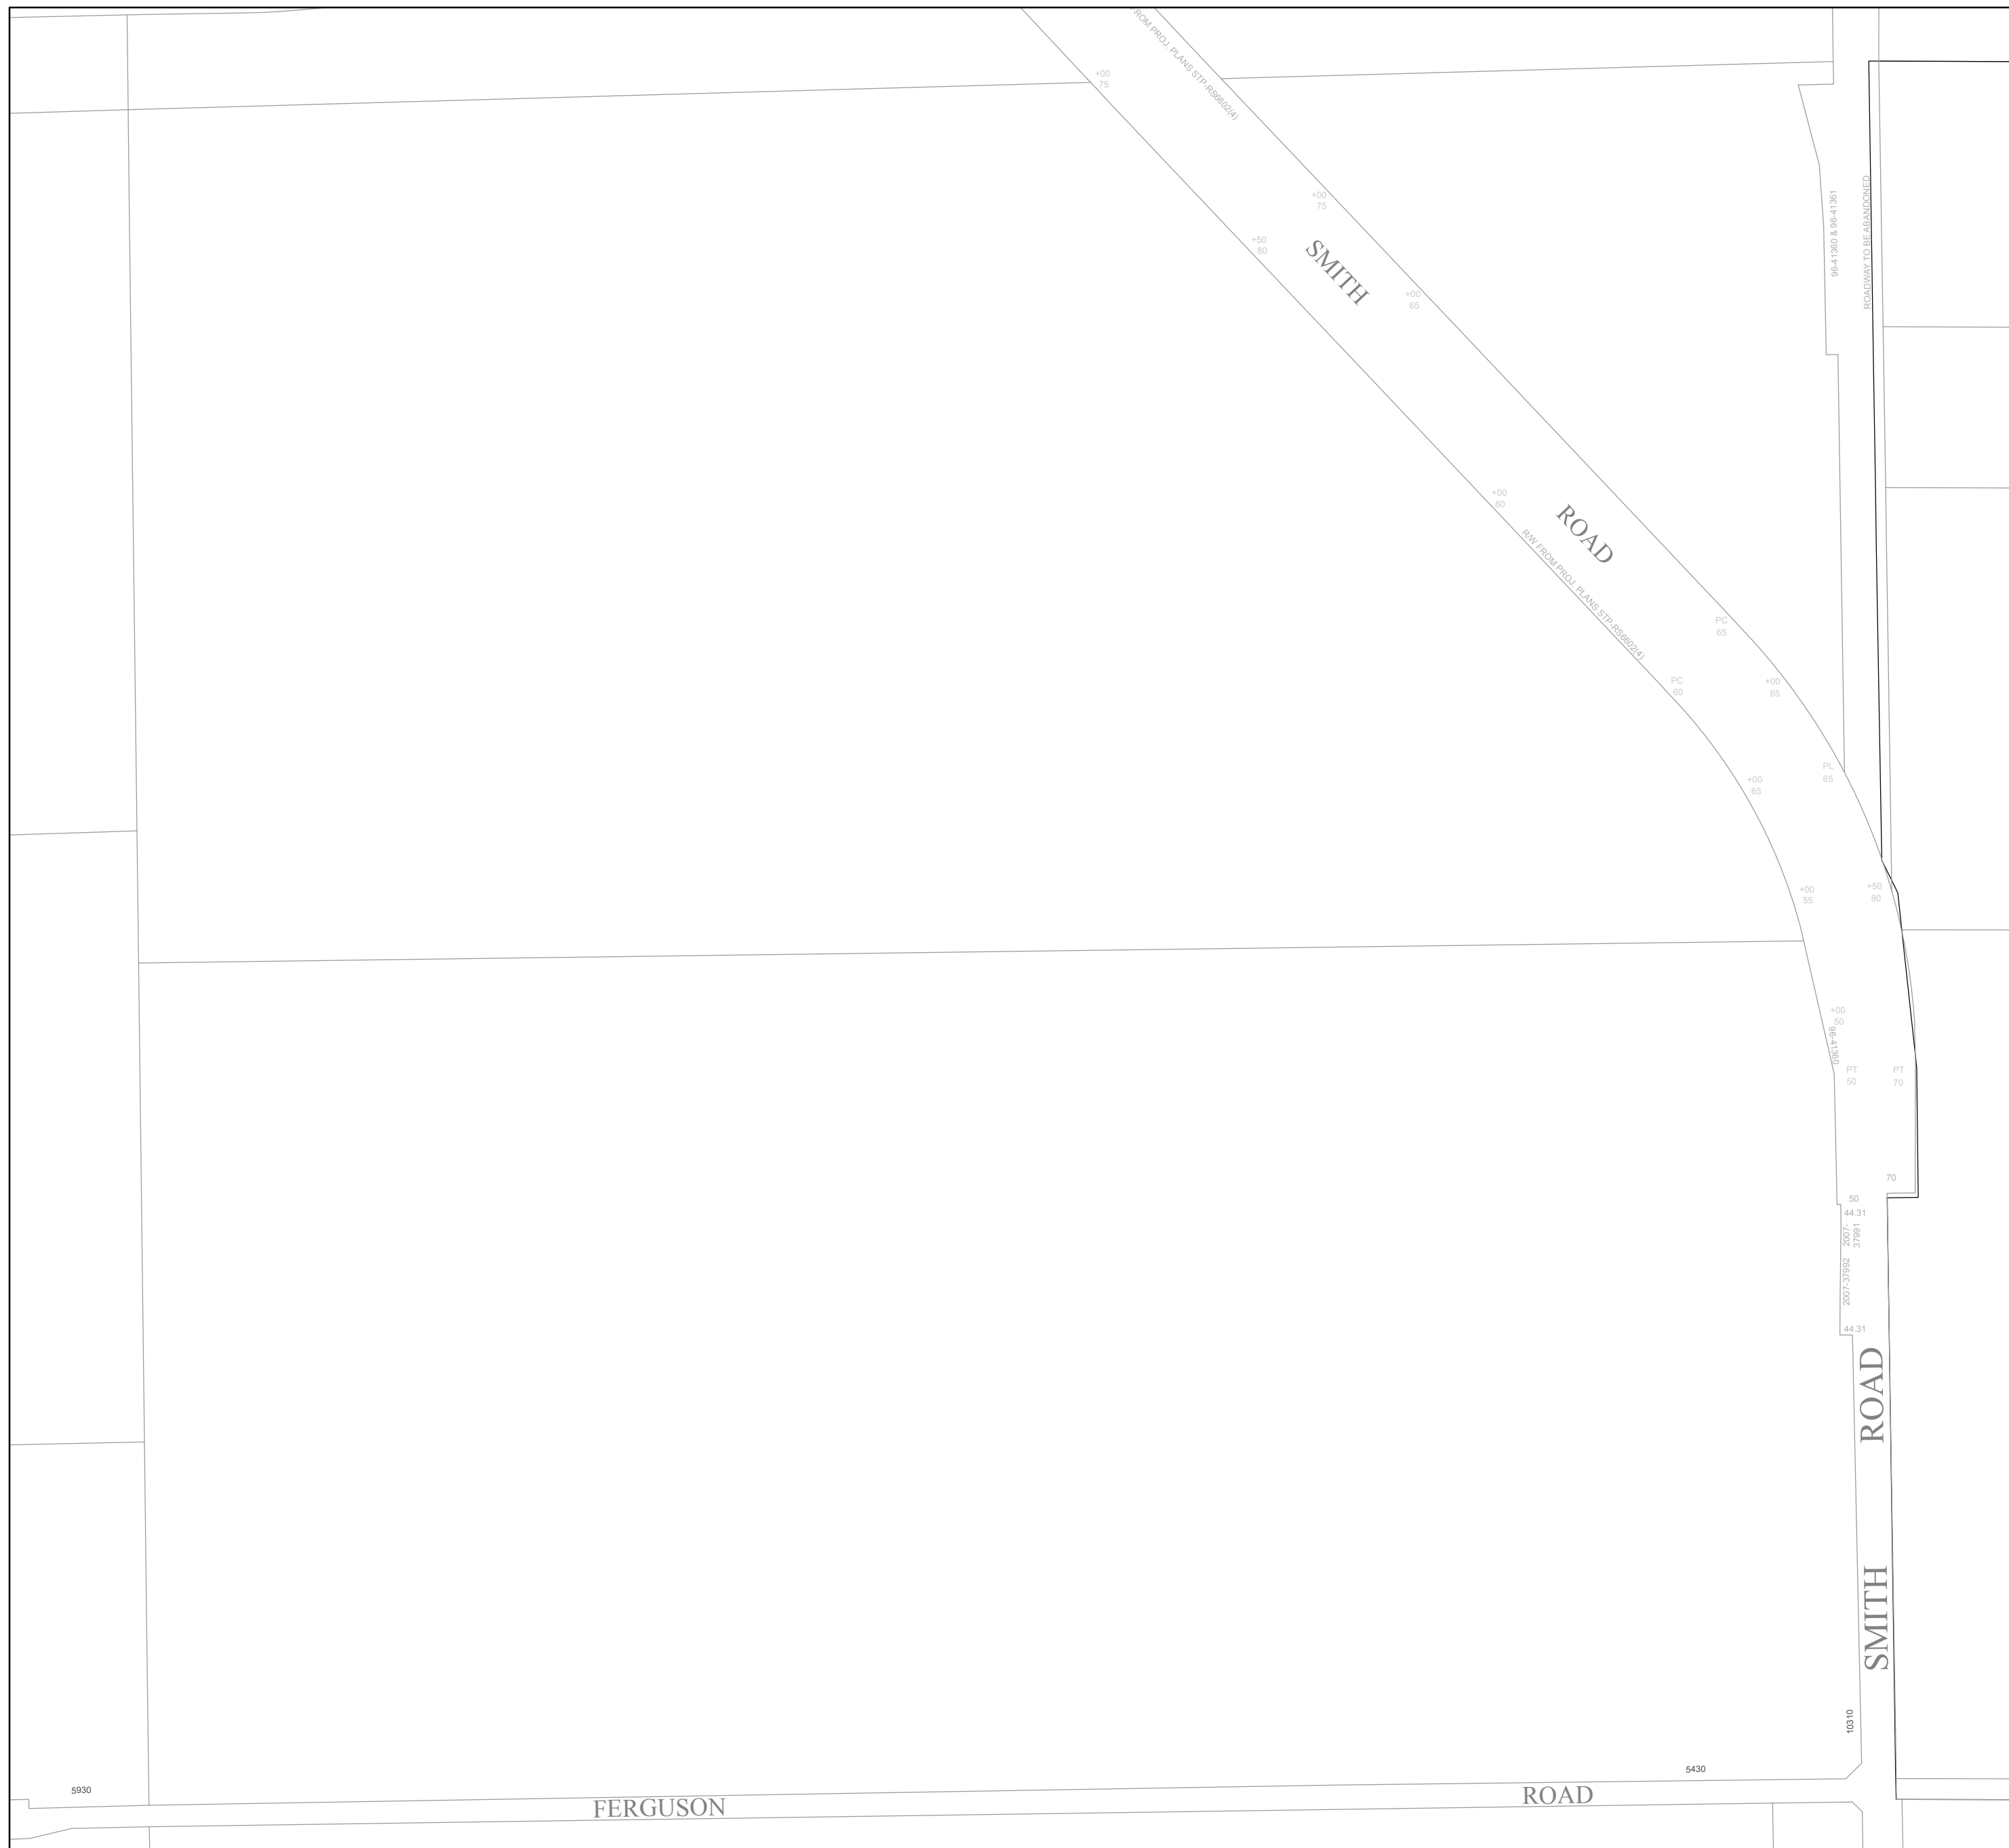 FROM PROJ. PLANS STP-RS6602(4)
+00
75
+00
75
+50
80
SMITH
+00
65
96-41360 & 96-41361
ROADWAY TO BE ABANDONED
+00
60
ROAD
R/W FROM PROJ. PLANS STP-RS6602(4)
PC
65
PC
60
+00
65
PL
65
+00
65
+00
55
+50
80
+00
50
96-41360
PT
50
PT
70
70
50
44.31
2007-
37991
2007-37992
44.31
ROAD
SMITH
10310
5430
5930
FERGUSON
ROAD